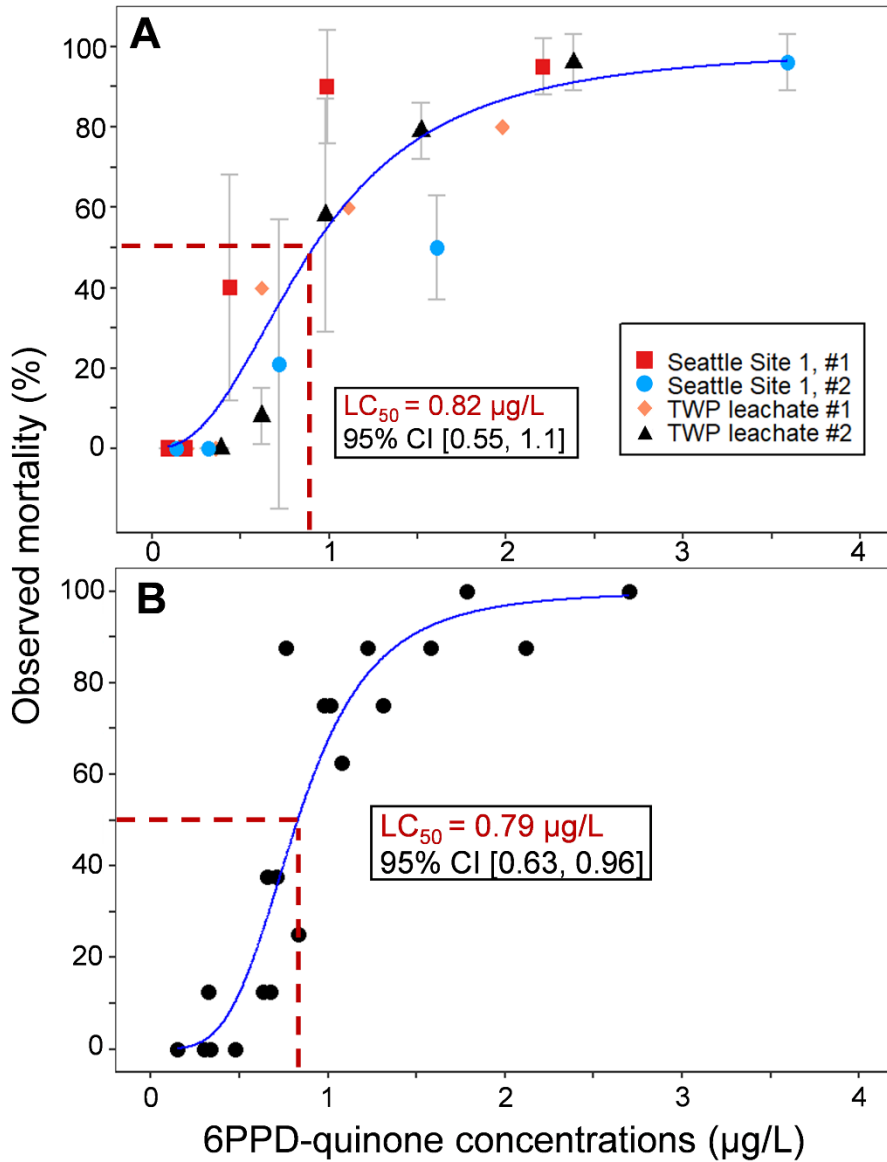 A
100
80
60
40
20
0
LC₅₀ = 0.82 µg/L
95% CI [0.55, 1.1]
Seattle Site 1, #1
Seattle Site 1, #2
TWP leachate #1
TWP leachate #2
0 1 2 3 4
Observed mortality (%)
B
100
80
60
40
20
0
LC₅₀ = 0.79 µg/L
95% CI [0.63, 0.96]
0 1 2 3 4
6PPD-quinone concentrations (µg/L)